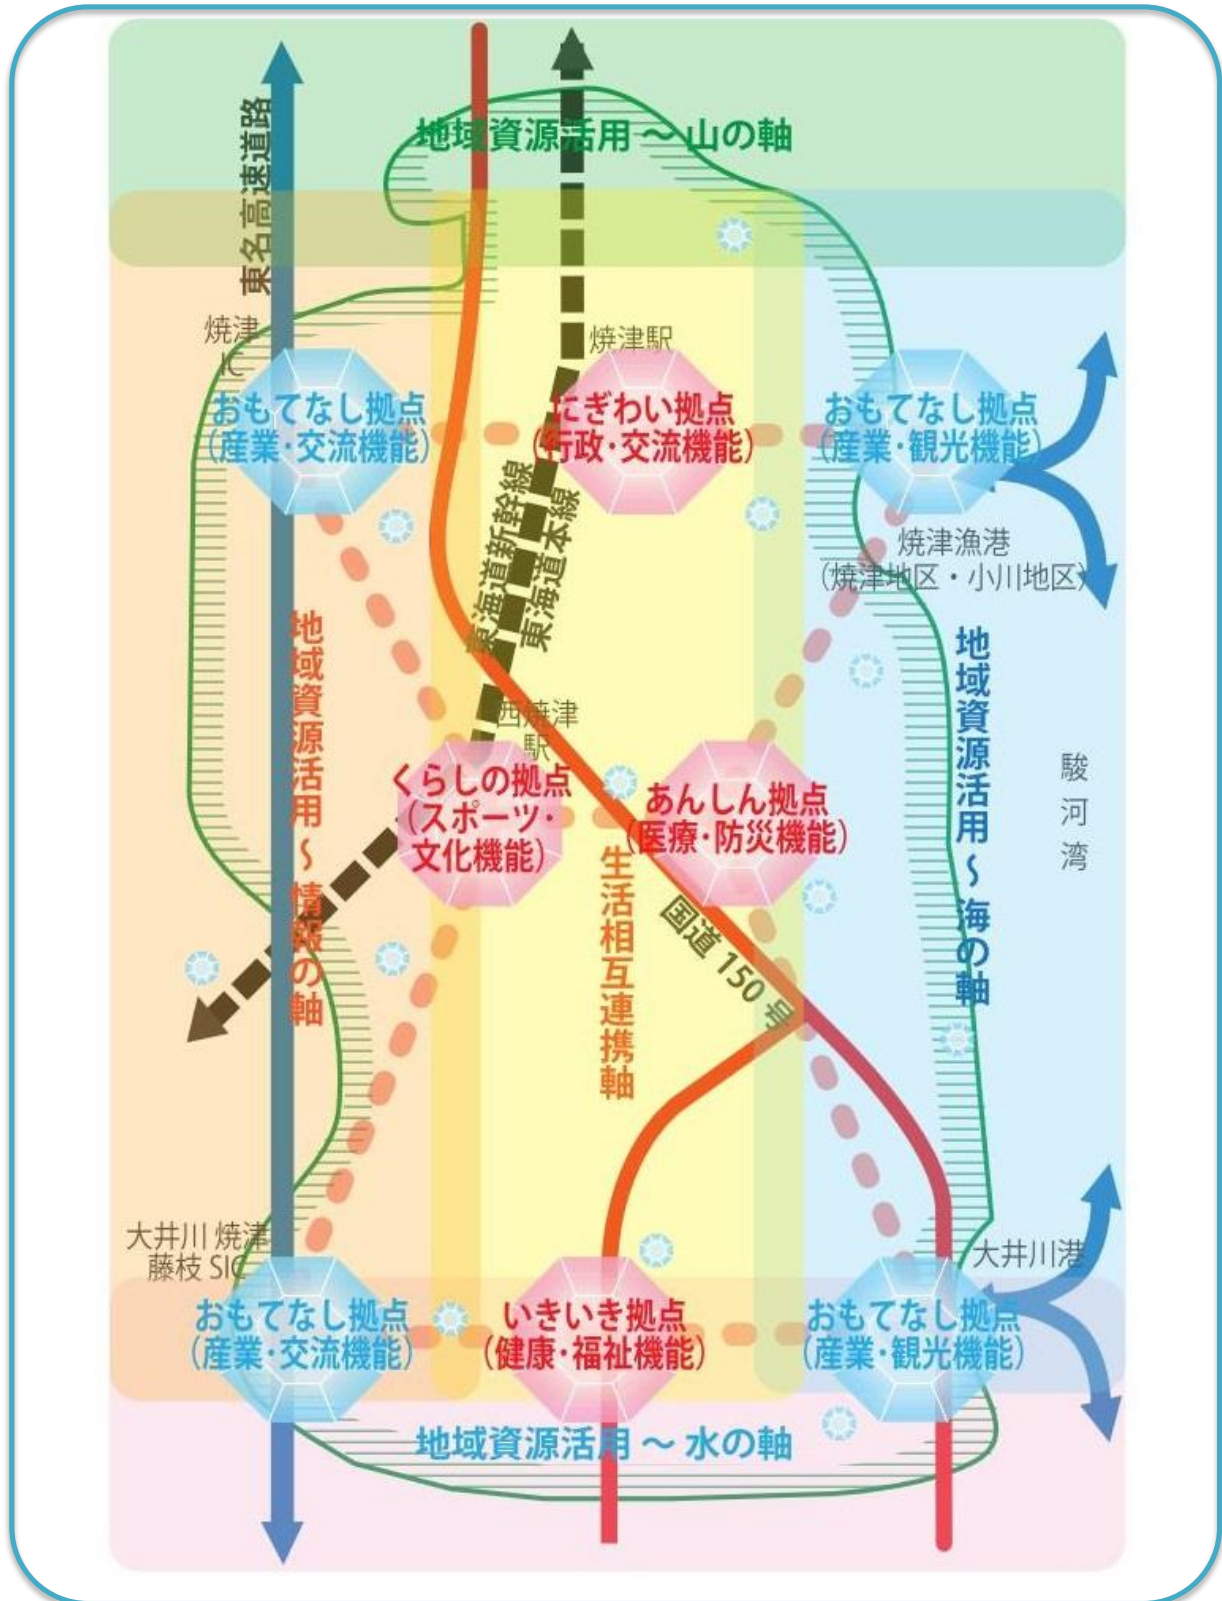 地域資源活用～山の軸
東名高速道路
焼津
IC
焼津駅
おもてなし拠点
(産業・交流機能)
にぎわい拠点
(行政・交流機能)
おもてなし拠点
(産業・観光機能)
東海道新幹線
東海道本線
焼津漁港
(焼津地区・小川地区)
地域資源活用～情報の軸
地域資源活用～海の軸
西焼津
駅
駿河湾
くらしの拠点
(スポーツ・
文化機能)
あんしん拠点
(医療・防災機能)
生活相互連携軸
国道150号
大井川 焼津
藤枝 SIC
大井川港
おもてなし拠点
(産業・交流機能)
いきいき拠点
(健康・福祉機能)
おもてなし拠点
(産業・観光機能)
地域資源活用～水の軸